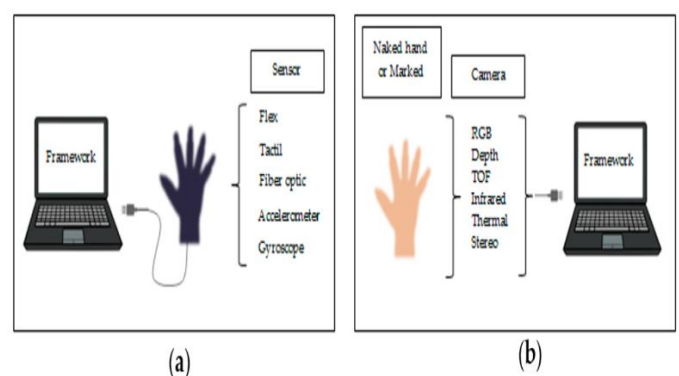 Sensor
Framework
Flex
Tactil
Fiber optic
Accelerometer
Gyroscope
(a)
Naked hand
or Marked
Camera
RGB
Depth
TOF
Infrared
Thermal
Stereo
Framework
(b)